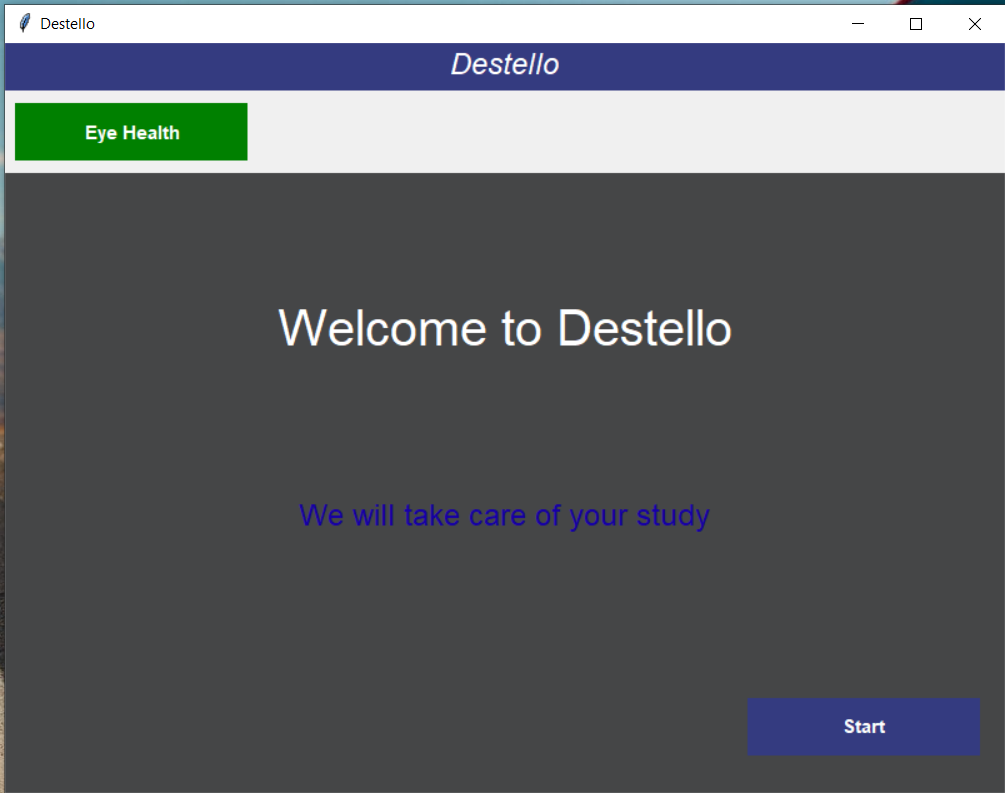 Destello
Destello
Eye Health
Welcome to Destello
We will take care of your study
Start